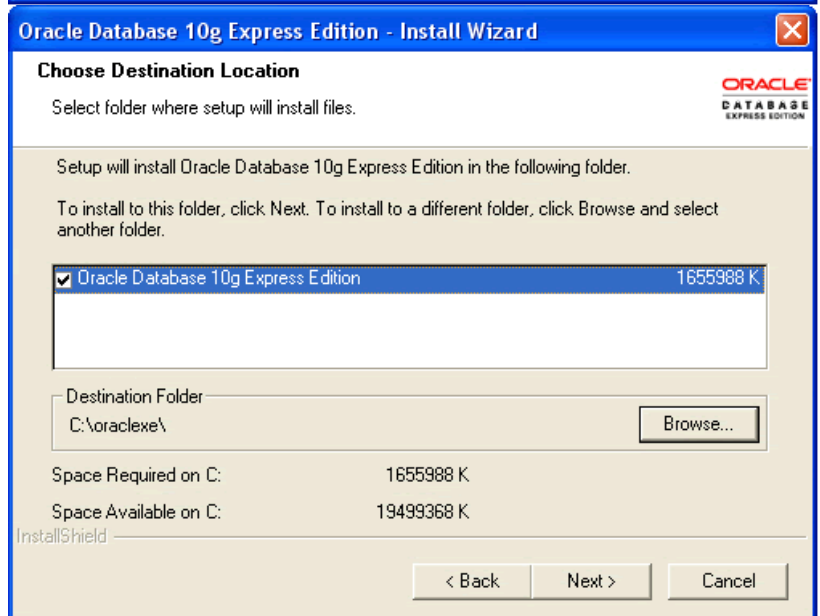 Oracle Database 10g Express Edition - Install Wizard
Choose Destination Location
Select folder where setup will install files.
ORACLE
DATABASE
EXPRESS EDITION
Setup will install Oracle Database 10g Express Edition in the following folder.
To install to this folder, click Next. To install to a different folder, click Browse and select
another folder.
Oracle Database 10g Express Edition 1655988 K
Destination Folder
C:\oraclexe\ Browse...
Space Required on C: 1655988 K
Space Available on C: 19499368 K
InstallShield
< Back Next > Cancel